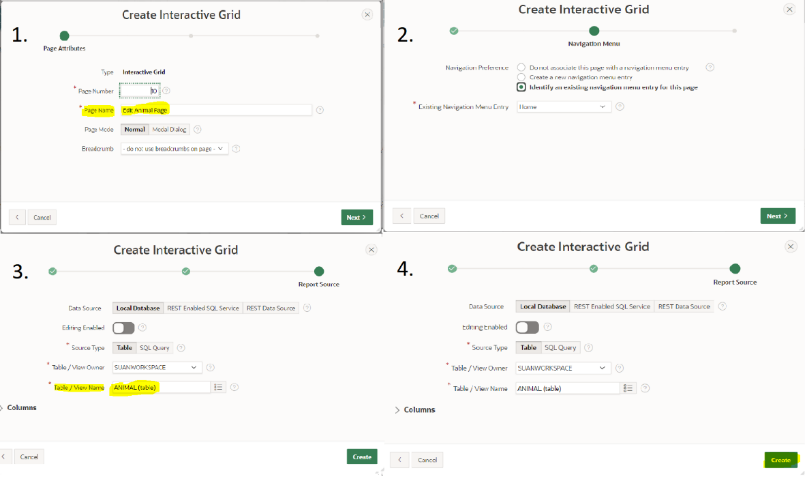 1.
Create Interactive Grid
Page Attributes
Type Interactive Grid
* Page Number 10
* Page Name Edit Animal Page
Page Mode Normal Modal Dialog
Breadcrumb - do not use breadcrumbs on page -
Cancel Next
2.
Create Interactive Grid
Navigation Menu
Navigation Preference Do not associate this page with a navigation menu entry
Create a new navigation menu entry
Identify an existing navigation menu entry for this page
* Existing Navigation Menu Entry Home
Cancel Next
3.
Create Interactive Grid
Report Source
Data Source Local Database REST Enabled SQL Service REST Data Source
Editing Enabled
* Source Type Table SQL Query
* Table / View Owner SUANWORKSPACE
* Table / View Name ANIMAL (table)
Columns
Cancel Create
4.
Create Interactive Grid
Report Source
Data Source Local Database REST Enabled SQL Service REST Data Source
Editing Enabled
* Source Type Table SQL Query
* Table / View Owner SUANWORKSPACE
* Table / View Name ANIMAL (table)
Columns
Cancel Create